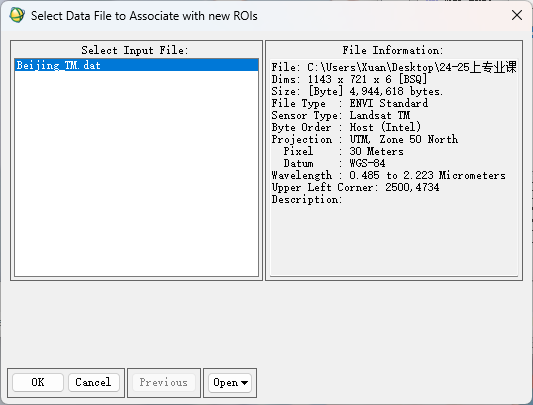 Select Data File to Associate with new ROIs
Select Input File:
Beijing_TM.dat
File Information:
File: C:\Users\Xuan\Desktop\24-25上专业课
Dims: 1143 x 721 x 6 [BSQ]
Size: [Byte] 4,944,618 bytes.
File Type : ENVI Standard
Sensor Type: Landsat TM
Byte Order : Host (Intel)
Projection : UTM, Zone 50 North
Pixel : 30 Meters
Datum : WGS-84
Wavelength : 0.485 to 2.223 Micrometers
Upper Left Corner: 2500,4734
Description:
OK
Cancel
Previous
Open